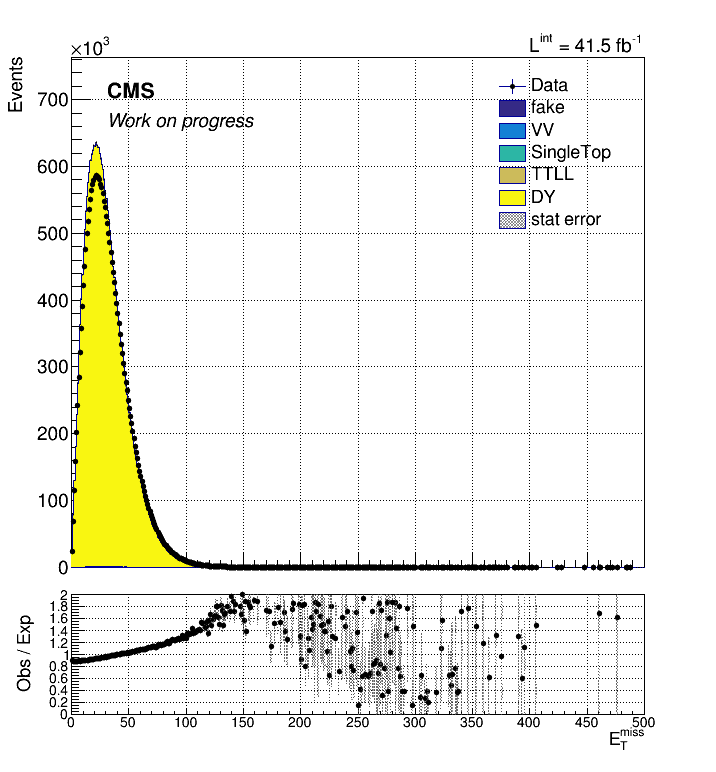 ×10³
L^int = 41.5 fb⁻¹
Events
CMS
Work on progress
Data
fake
VV
SingleTop
TTLL
DY
stat error
700
600
500
400
300
200
100
0
Obs / Exp
2
1.8
1.6
1.4
1.2
1
0.8
0.6
0.4
0.2
0
0 50 100 150 200 250 300 350 400 450 500
E_T^miss